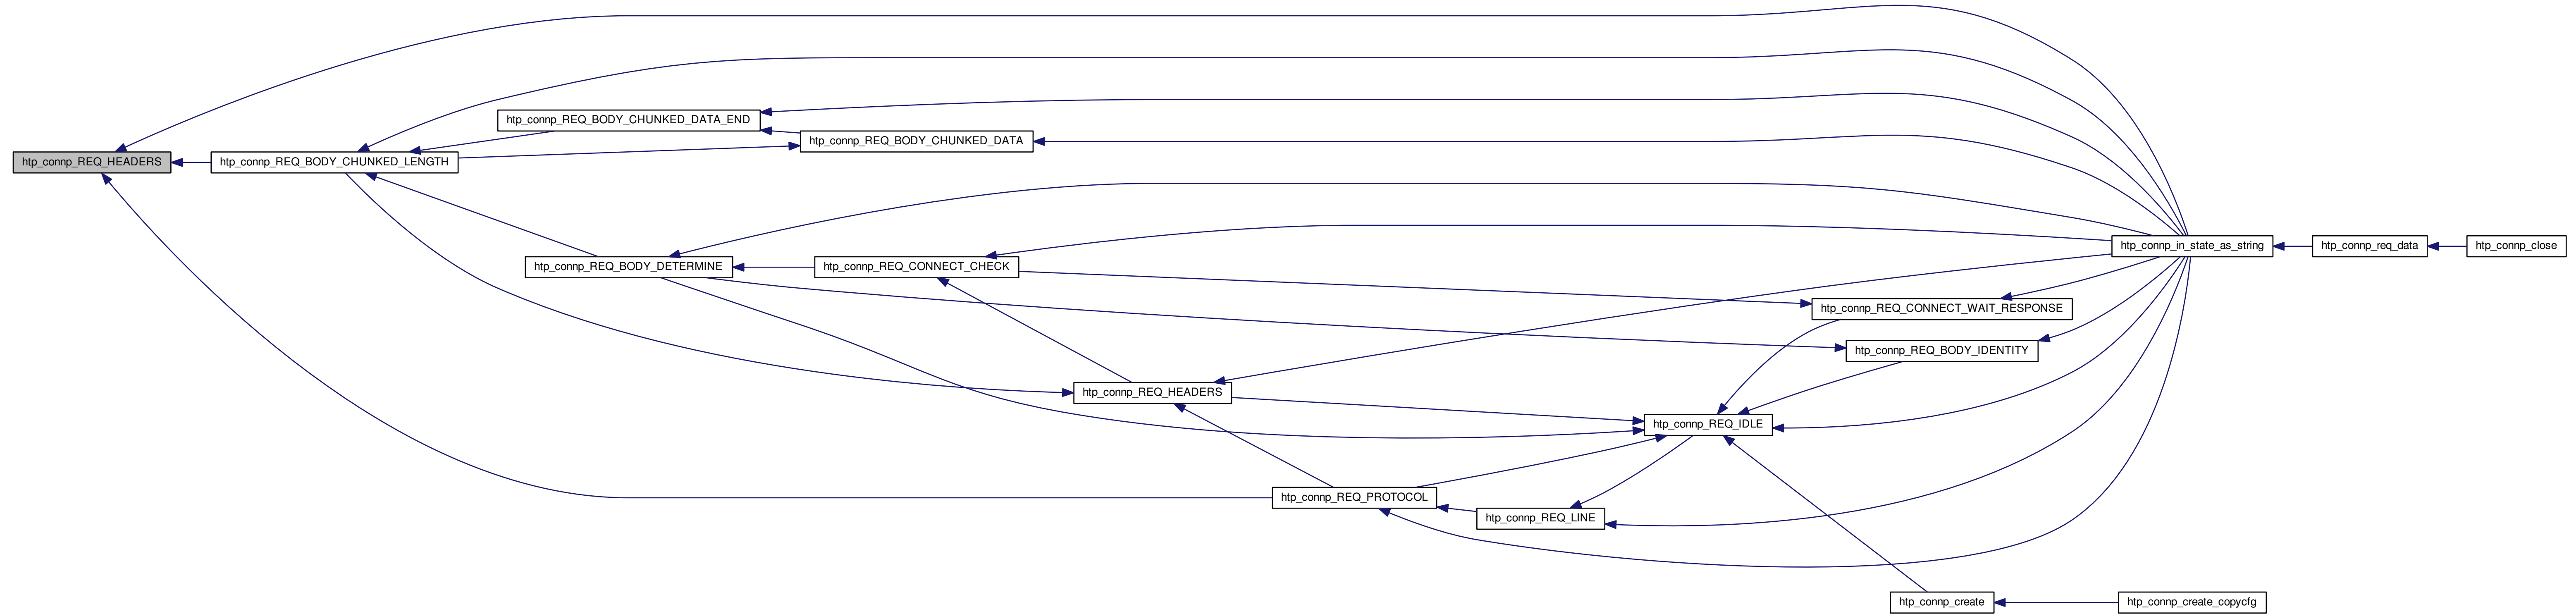 htp_connp_REQ_HEADERS
htp_connp_REQ_BODY_CHUNKED_LENGTH
htp_connp_REQ_BODY_CHUNKED_DATA_END
htp_connp_REQ_BODY_CHUNKED_DATA
htp_connp_REQ_BODY_DETERMINE
htp_connp_REQ_CONNECT_CHECK
htp_connp_REQ_HEADERS
htp_connp_REQ_PROTOCOL
htp_connp_REQ_LINE
htp_connp_REQ_IDLE
htp_connp_REQ_CONNECT_WAIT_RESPONSE
htp_connp_REQ_BODY_IDENTITY
htp_connp_in_state_as_string
htp_connp_req_data
htp_connp_close
htp_connp_create
htp_connp_create_copycfg